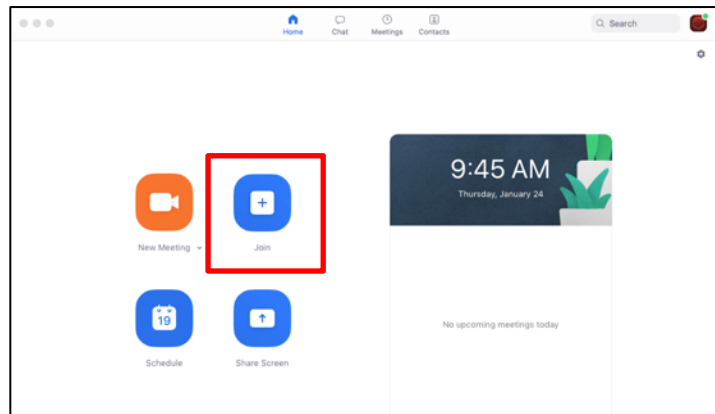 Home
Chat
Meetings
Contacts
Search
9:45 AM
Thursday, January 24
New Meeting
Join
19
Schedule
Share Screen
No upcoming meetings today